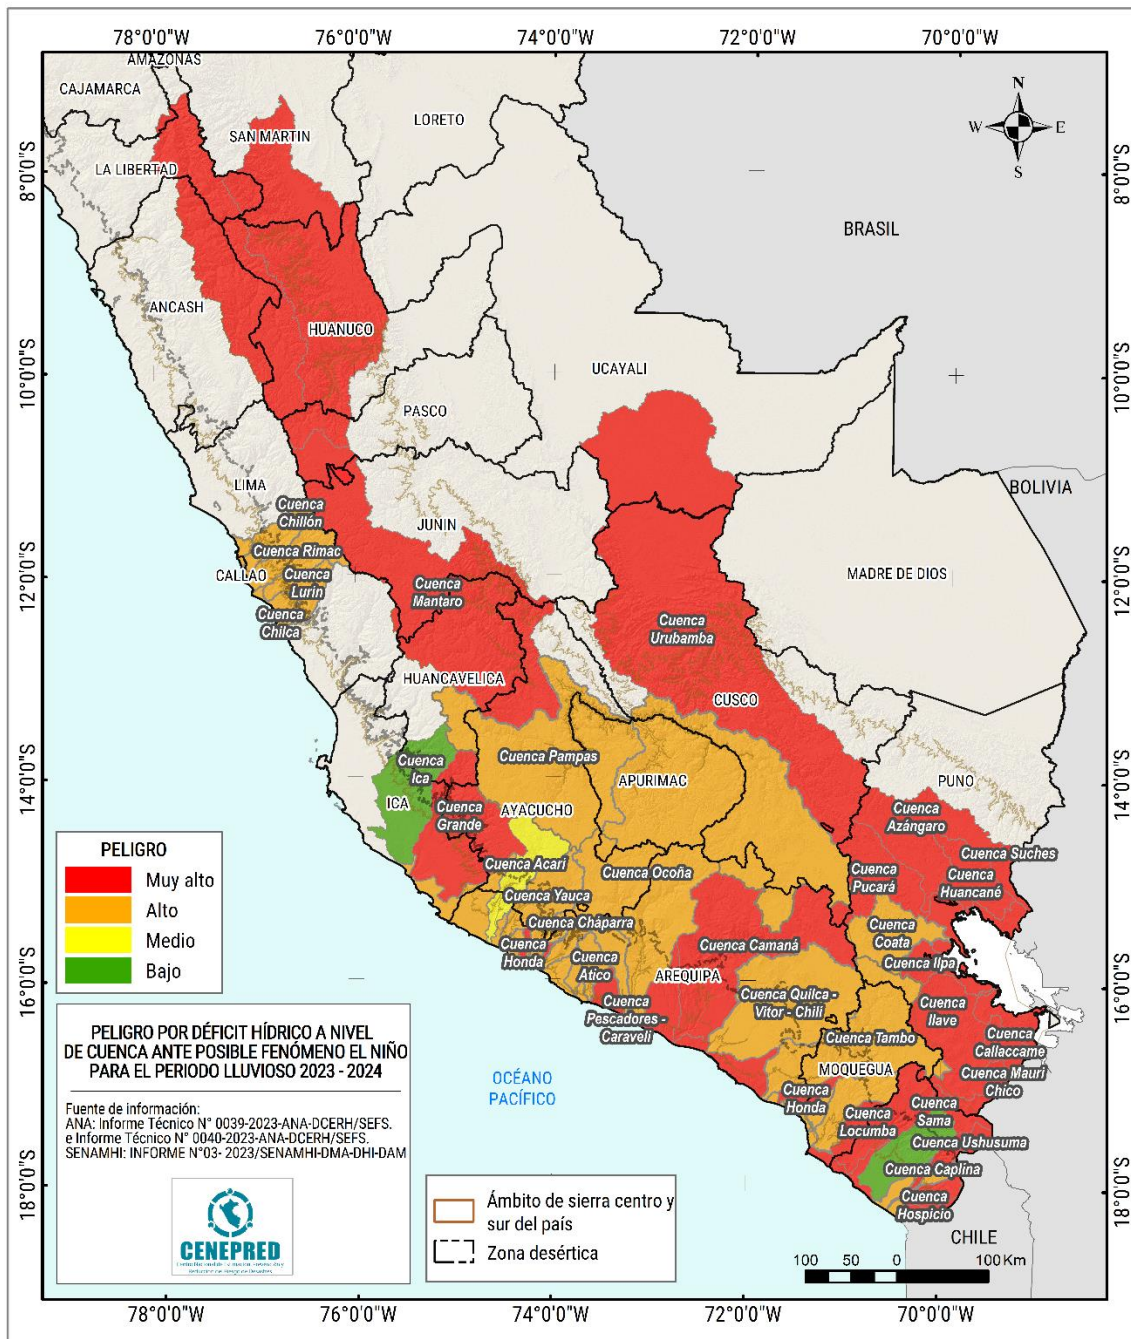 78°0'0"W 76°0'0"W 74°0'0"W 72°0'0"W 70°0'0"W
AMAZONAS
CAJAMARCA
LORETO
SAN MARTIN
N
W E
S
LA LIBERTAD
8°0'0"S 8°0'0"S
BRASIL
ANCASH
HUANUCO
UCAYALI
10°0'0"S 10°0'0"S
PASCO
LIMA
BOLIVIA
Cuenca
Chillón
JUNIN
Cuenca Rimac
CALLAO
Cuenca
Lurin
Cuenca
Mantaro
MADRE DE DIOS
12°0'0"S 12°0'0"S
Cuenca
Chilca
Cuenca
Urubamba
HUANCAVELICA
CUSCO
Cuenca
Ica
Cuenca Pampas
APURIMAC
PUNO
14°0'0"S 14°0'0"S
ICA
Cuenca
Grande
AYACUCHO
Cuenca
Azángaro
Cuenca Suches
Cuenca
Huancané
Cuenca
Pucará
Cuenca Acarí
Cuenca Ocoña
Cuenca Yauca
Cuenca Cháparra
Cuenca
Coata
Cuenca
Honda
Cuenca
Atico
Cuenca Camaná
Cuenca Ilpa
AREQUIPA
16°0'0"S 16°0'0"S
Cuenca
Pescadores -
Caraveli
Cuenca Quilca -
Vitor - Chili
Cuenca
Ilave
Cuenca Tambo
Cuenca
Callaccame
MOQUEGUA
Cuenca Mauri
Chico
Cuenca
Honda
Cuenca
Locumba
Cuenca
Sama
Cuenca Ushusuma
Cuenca Caplina
Cuenca
Hospicio
18°0'0"S 18°0'0"S
CHILE
OCÉANO
PACÍFICO
PELIGRO
Muy alto
Alto
Medio
Bajo
PELIGRO POR DÉFICIT HÍDRICO A NIVEL
DE CUENCA ANTE POSIBLE FENÓMENO EL NIÑO
PARA EL PERIODO LLUVIOSO 2023 - 2024
Fuente de información:
ANA: Informe Técnico N° 0039-2023-ANA-DCERH/SEFS.
e Informe Técnico N° 0040-2023-ANA-DCERH/SEFS.
SENAMHI: INFORME N°03- 2023/SENAMHI-DMA-DHI-DAM
CENEPRED
Ámbito de sierra centro y
sur del país
Zona desértica
100 50 0 100 Km
78°0'0"W 76°0'0"W 74°0'0"W 72°0'0"W 70°0'0"W